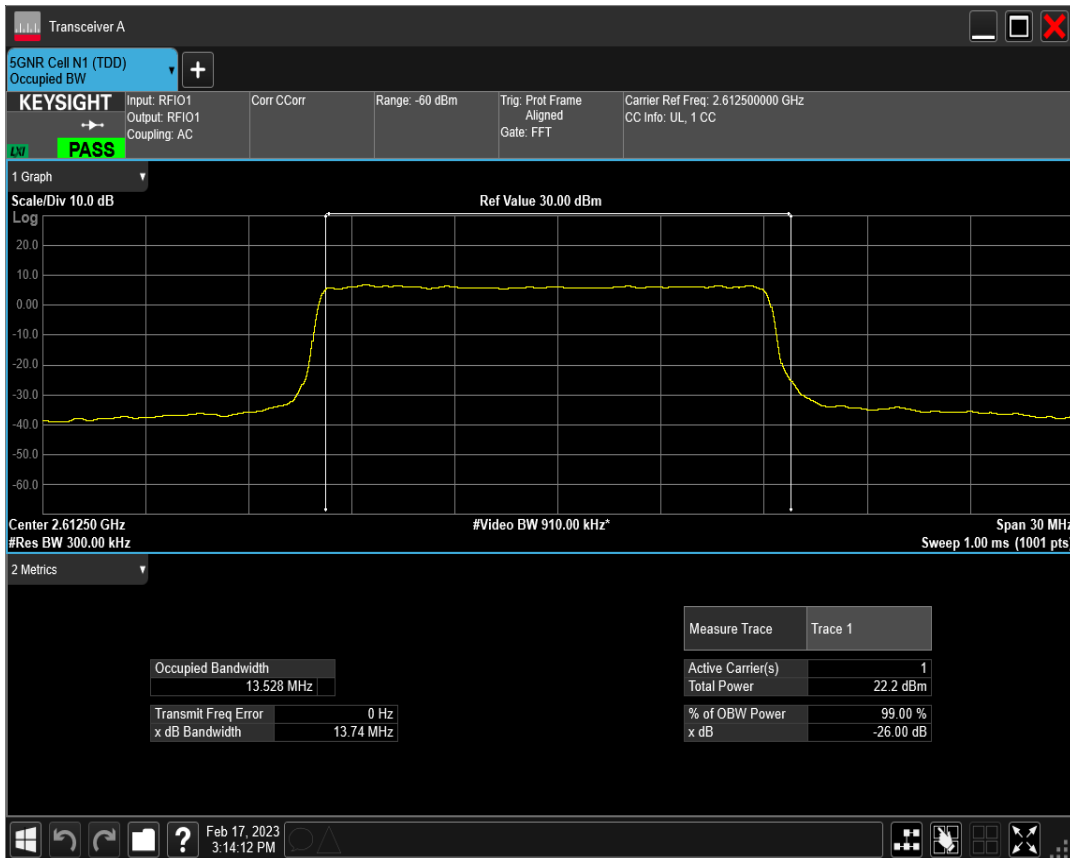 Transceiver A
5GNR Cell N1 (TDD)
Occupied BW
KEYSIGHT
LXI
PASS
Input: RFIO1
Output: RFIO1
Coupling: AC
Corr CCorr
Range: -60 dBm
Trig: Prot Frame
Aligned
Gate: FFT
Carrier Ref Freq: 2.612500000 GHz
CC Info: UL, 1 CC
1 Graph
Scale/Div 10.0 dB
Ref Value 30.00 dBm
Log
20.0
10.0
0.00
-10.0
-20.0
-30.0
-40.0
-50.0
-60.0
Center 2.61250 GHz
#Video BW 910.00 kHz*
Span 30 MHz
#Res BW 300.00 kHz
Sweep 1.00 ms (1001 pts)
2 Metrics
Measure Trace Trace 1
Occupied Bandwidth
13.528 MHz
Active Carrier(s) 1
Total Power 22.2 dBm
Transmit Freq Error 0 Hz
x dB Bandwidth 13.74 MHz
% of OBW Power 99.00 %
x dB -26.00 dB
?
Feb 17, 2023
3:14:12 PM